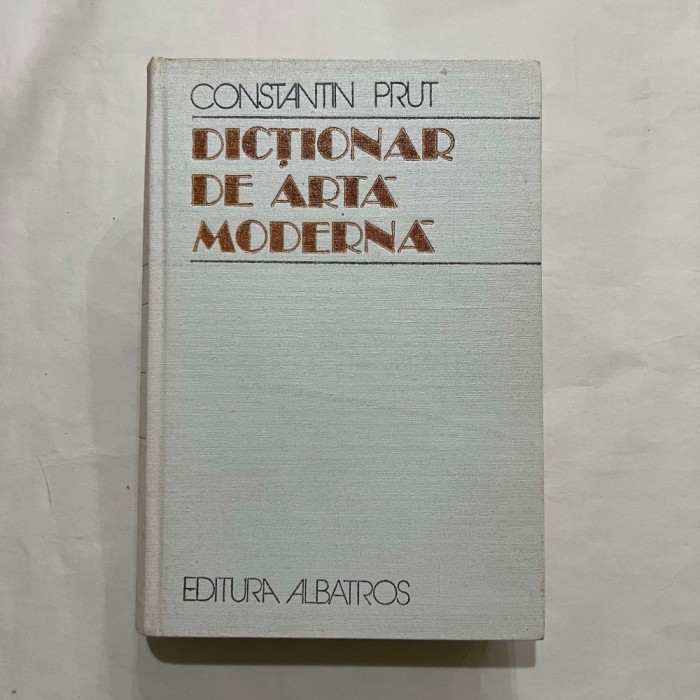 CONSTANTIN PRUT
DICȚIONAR
DE ARTĂ
MODERNĂ
EDITURA ALBATROS